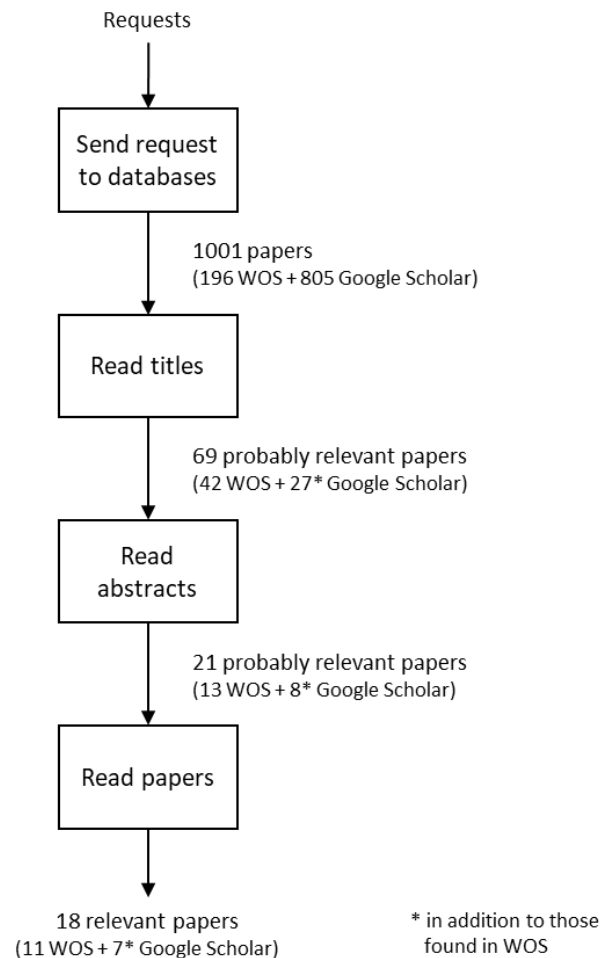 Requests
Send request
to databases
1001 papers
(196 WOS + 805 Google Scholar)
Read titles
69 probably relevant papers
(42 WOS + 27* Google Scholar)
Read
abstracts
21 probably relevant papers
(13 WOS + 8* Google Scholar)
Read papers
18 relevant papers
(11 WOS + 7* Google Scholar)
* in addition to those
found in WOS